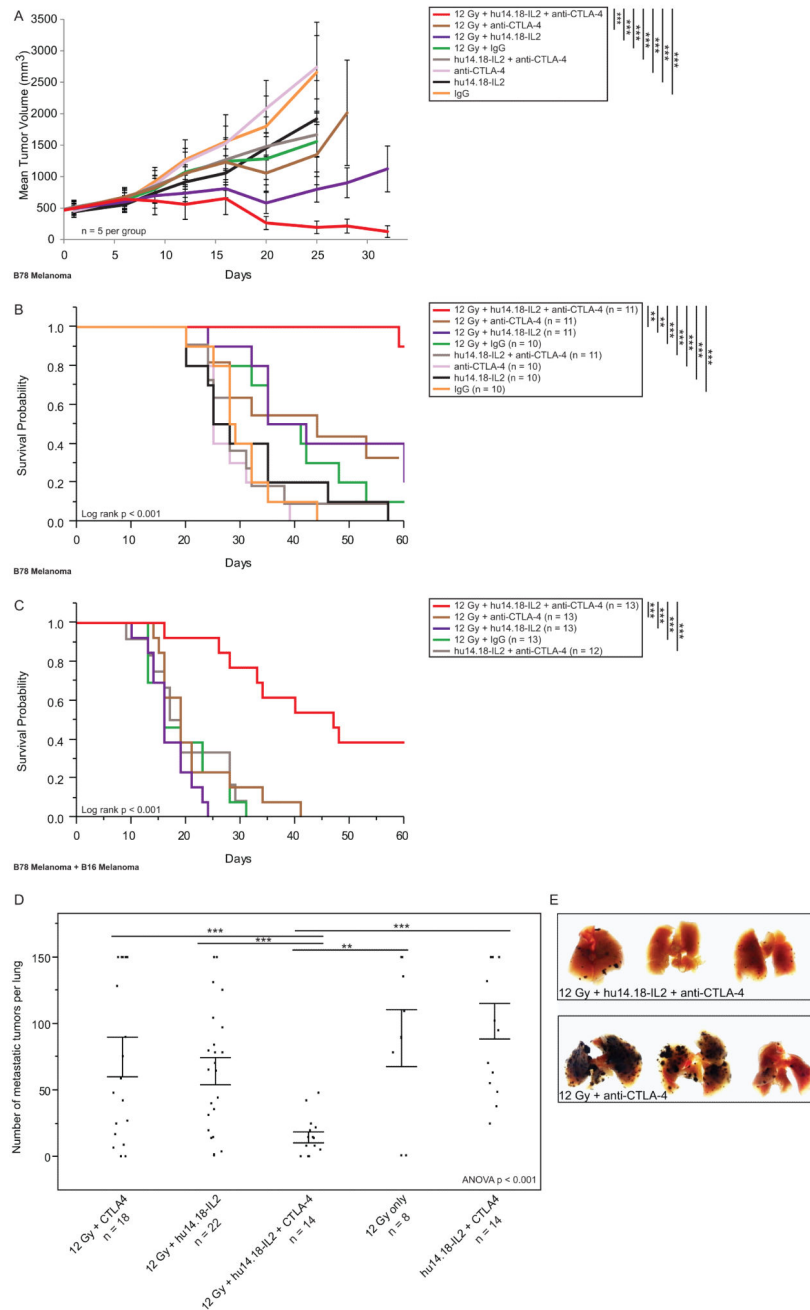 A
Mean Tumor Volume (mm3)
3500
3000
2500
2000
1500
1000
500
0
n = 5 per group
0 5 10 15 20 25 30
Days
B78 Melanoma
12 Gy + hu14.18-IL2 + anti-CTLA-4
12 Gy + anti-CTLA-4
12 Gy + hu14.18-IL2
12 Gy + IgG
hu14.18-IL2 + anti-CTLA-4
anti-CTLA-4
hu14.18-IL2
IgG
***
***
***
***
***
***
***
B
Survival Probability
1.0
0.8
0.6
0.4
0.2
0.0
Log rank p < 0.001
0 10 20 30 40 50 60
Days
B78 Melanoma
12 Gy + hu14.18-IL2 + anti-CTLA-4 (n = 11)
12 Gy + anti-CTLA-4 (n = 11)
12 Gy + hu14.18-IL2 (n = 11)
12 Gy + IgG (n = 10)
hu14.18-IL2 + anti-CTLA-4 (n = 11)
anti-CTLA-4 (n = 10)
hu14.18-IL2 (n = 10)
IgG (n = 10)
**
**
***
***
***
***
***
C
Survival Probability
1.0
0.8
0.6
0.4
0.2
0.0
Log rank p < 0.001
0 10 20 30 40 50 60
Days
B78 Melanoma + B16 Melanoma
12 Gy + hu14.18-IL2 + anti-CTLA-4 (n = 13)
12 Gy + anti-CTLA-4 (n = 13)
12 Gy + hu14.18-IL2 (n = 13)
12 Gy + IgG (n = 13)
hu14.18-IL2 + anti-CTLA-4 (n = 12)
***
***
***
***
D
Number of metastatic tumors per lung
150
100
50
0
***
***
***
**
ANOVA p < 0.001
12 Gy + CTLA4
n = 18
12 Gy + hu14.18-IL2
n = 22
12 Gy + hu14.18-IL2 + CTLA-4
n = 14
12 Gy only
n = 8
hu14.18-IL2 + CTLA4
n = 14
E
12 Gy + hu14.18-IL2 + anti-CTLA-4
12 Gy + anti-CTLA-4